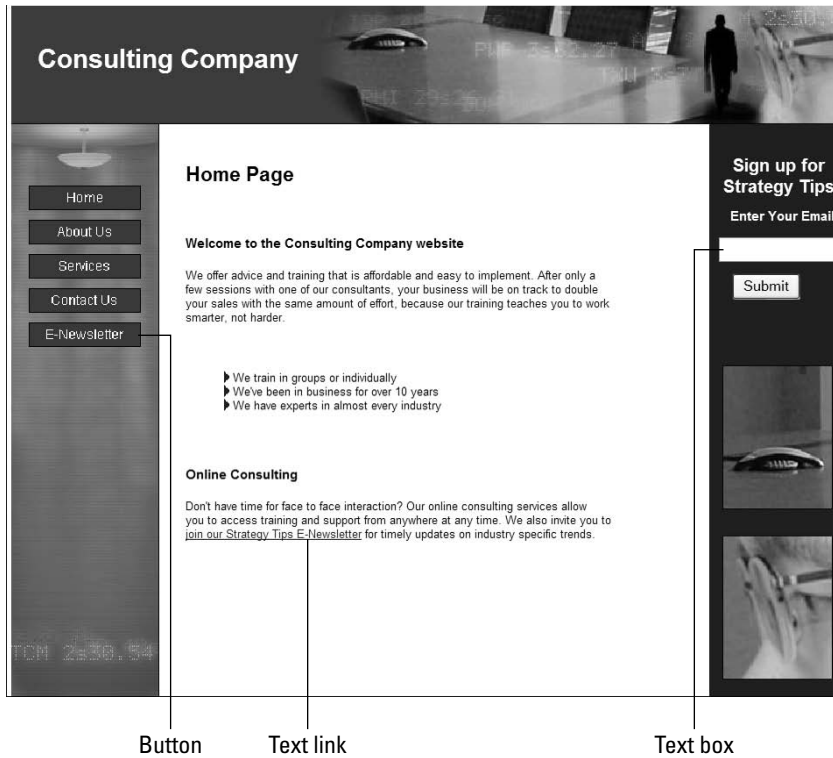 Consulting Company
Home
About Us
Services
Contact Us
E-Newsletter
TCM 2:30.54
Home Page
Welcome to the Consulting Company website
We offer advice and training that is affordable and easy to implement. After only a
few sessions with one of our consultants, your business will be on track to double
your sales with the same amount of effort, because our training teaches you to work
smarter, not harder.
We train in groups or individually
We've been in business for over 10 years
We have experts in almost every industry
Online Consulting
Don't have time for face to face interaction? Our online consulting services allow
you to access training and support from anywhere at any time. We also invite you to
join our Strategy Tips E-Newsletter for timely updates on industry specific trends.
Sign up for
Strategy Tips
Enter Your Email
Submit
Button
Text link
Text box